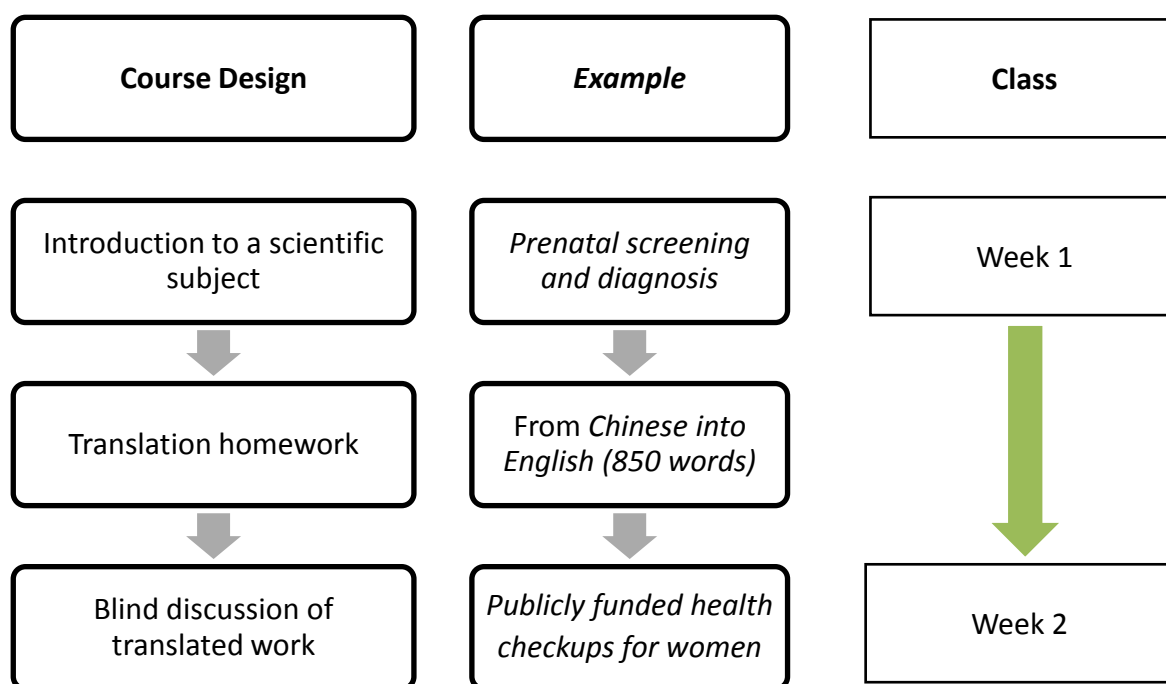 Course Design
Example
Class
Introduction to a scientific
subject
Prenatal screening
and diagnosis
Week 1
Translation homework
From Chinese into
English (850 words)
Blind discussion of
translated work
Publicly funded health
checkups for women
Week 2